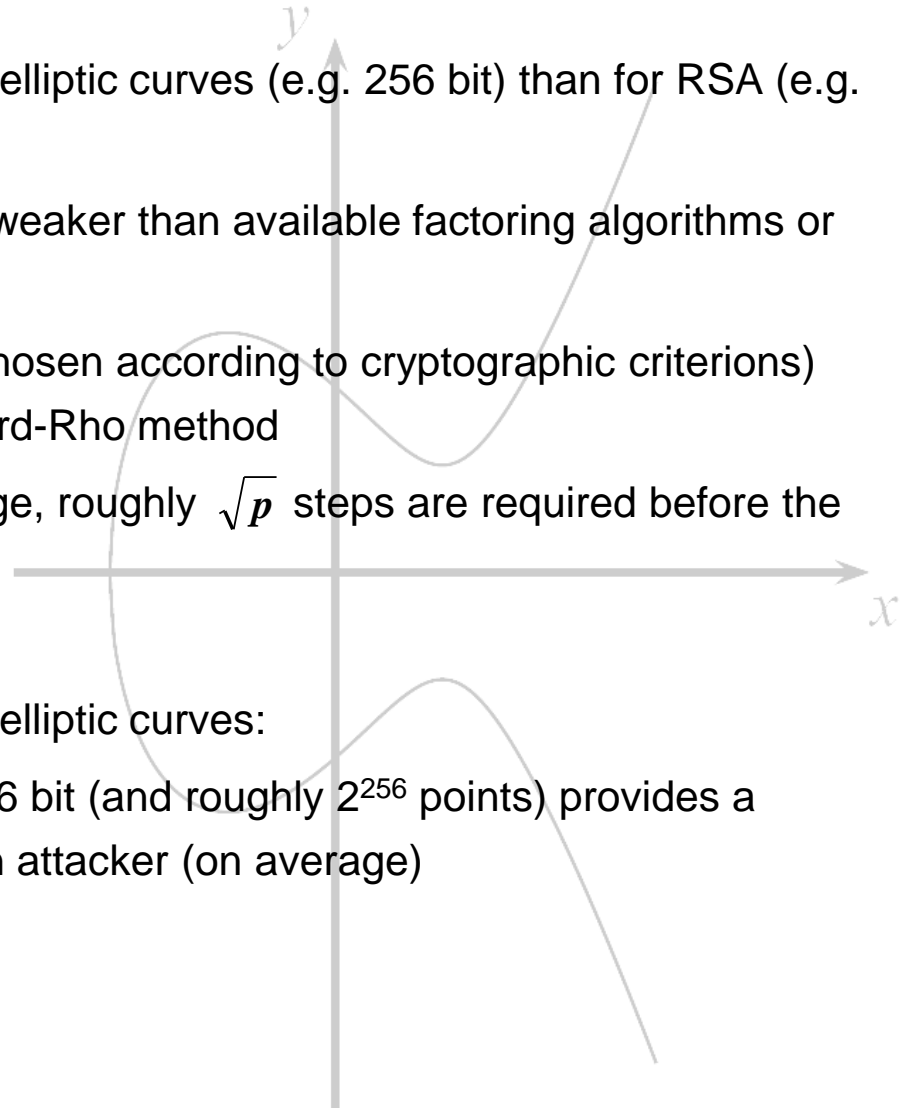 y
elliptic curves (e.g. 256 bit) than for RSA (e.g.
weaker than available factoring algorithms or
hosen according to cryptographic criterions)
rd-Rho method
ge, roughly √p steps are required before the
x
elliptic curves:
6 bit (and roughly 2²⁵⁶ points) provides a
n attacker (on average)